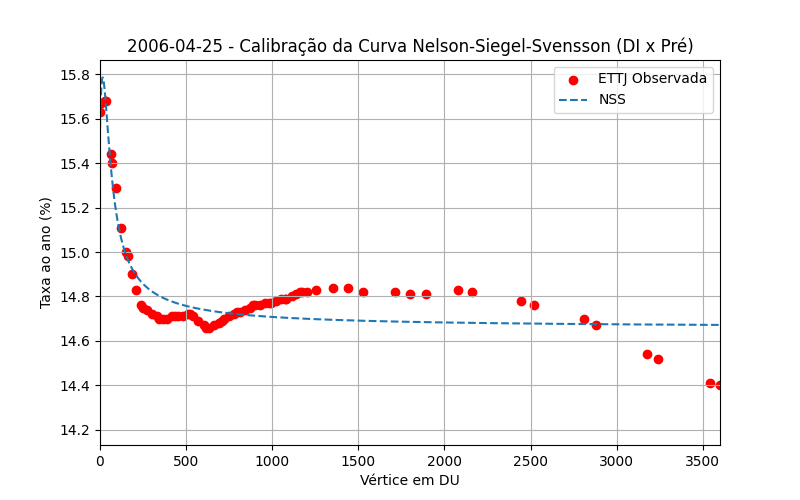 2006-04-25 - Calibração da Curva Nelson-Siegel-Svensson (DI x Pré)
ETTJ Observada
NSS
Taxa ao ano (%)
15.8
15.6
15.4
15.2
15.0
14.8
14.6
14.4
14.2
0 500 1000 1500 2000 2500 3000 3500
Vértice em DU